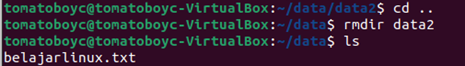 tomatoboyc@tomatoboyc-VirtualBox:~/data/data2$ cd ..
tomatoboyc@tomatoboyc-VirtualBox:~/data$ rmdir data2
tomatoboyc@tomatoboyc-VirtualBox:~/data$ ls
belajarlinux.txt